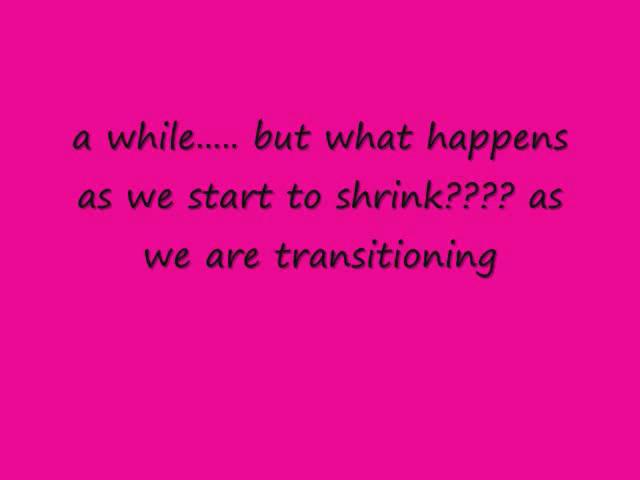 a while..... but what happens
as we start to shrink???? as
we are transitioning